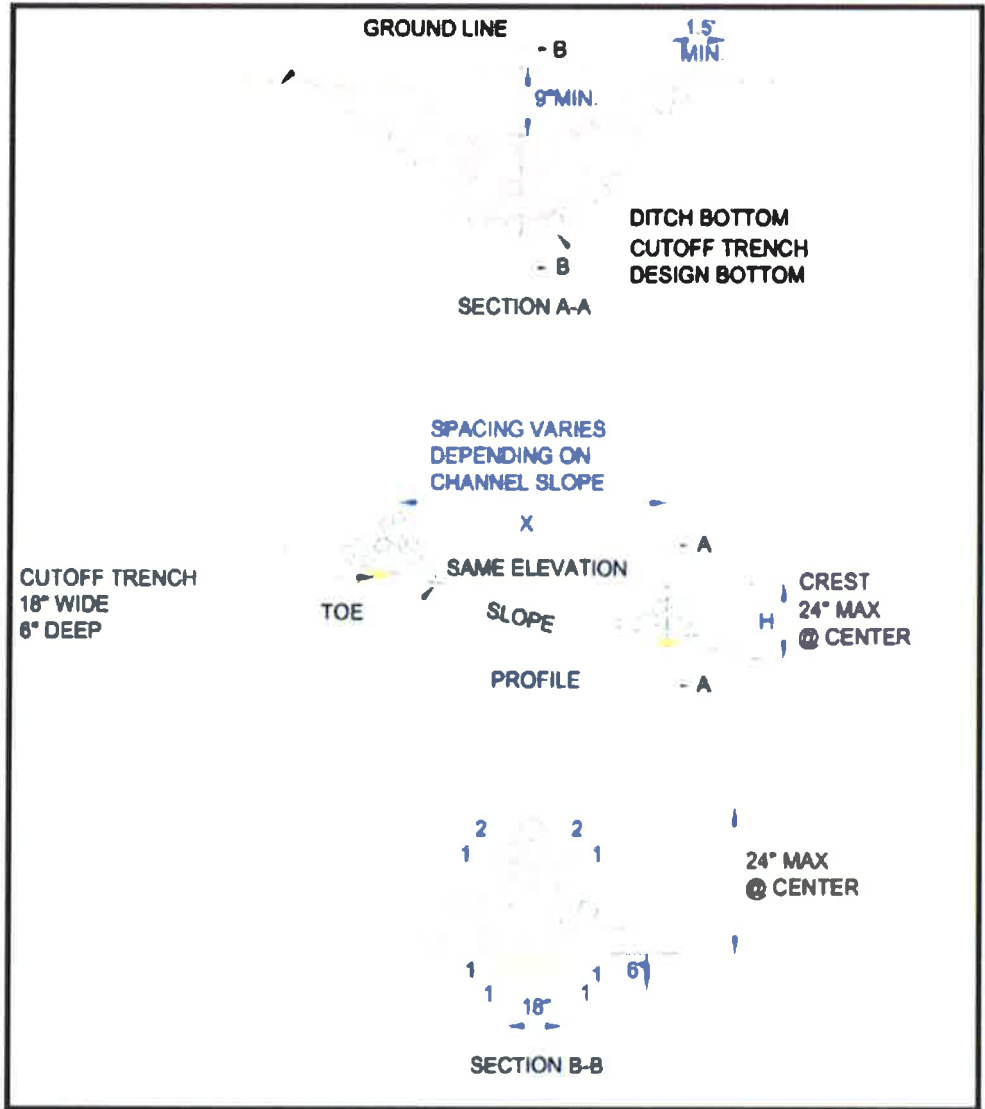 GROUND LINE
- B
1.5'
MIN.
9"MIN.
DITCH BOTTOM
CUTOFF TRENCH
- B
DESIGN BOTTOM
SECTION A-A
SPACING VARIES
DEPENDING ON
CHANNEL SLOPE
X
- A
SAME ELEVATION
CUTOFF TRENCH
18" WIDE
6" DEEP
TOE
SLOPE
CREST
H
24" MAX
@ CENTER
PROFILE
- A
2
2
1
1
24" MAX
@ CENTER
1
1
6"
1
1
18"
SECTION B-B